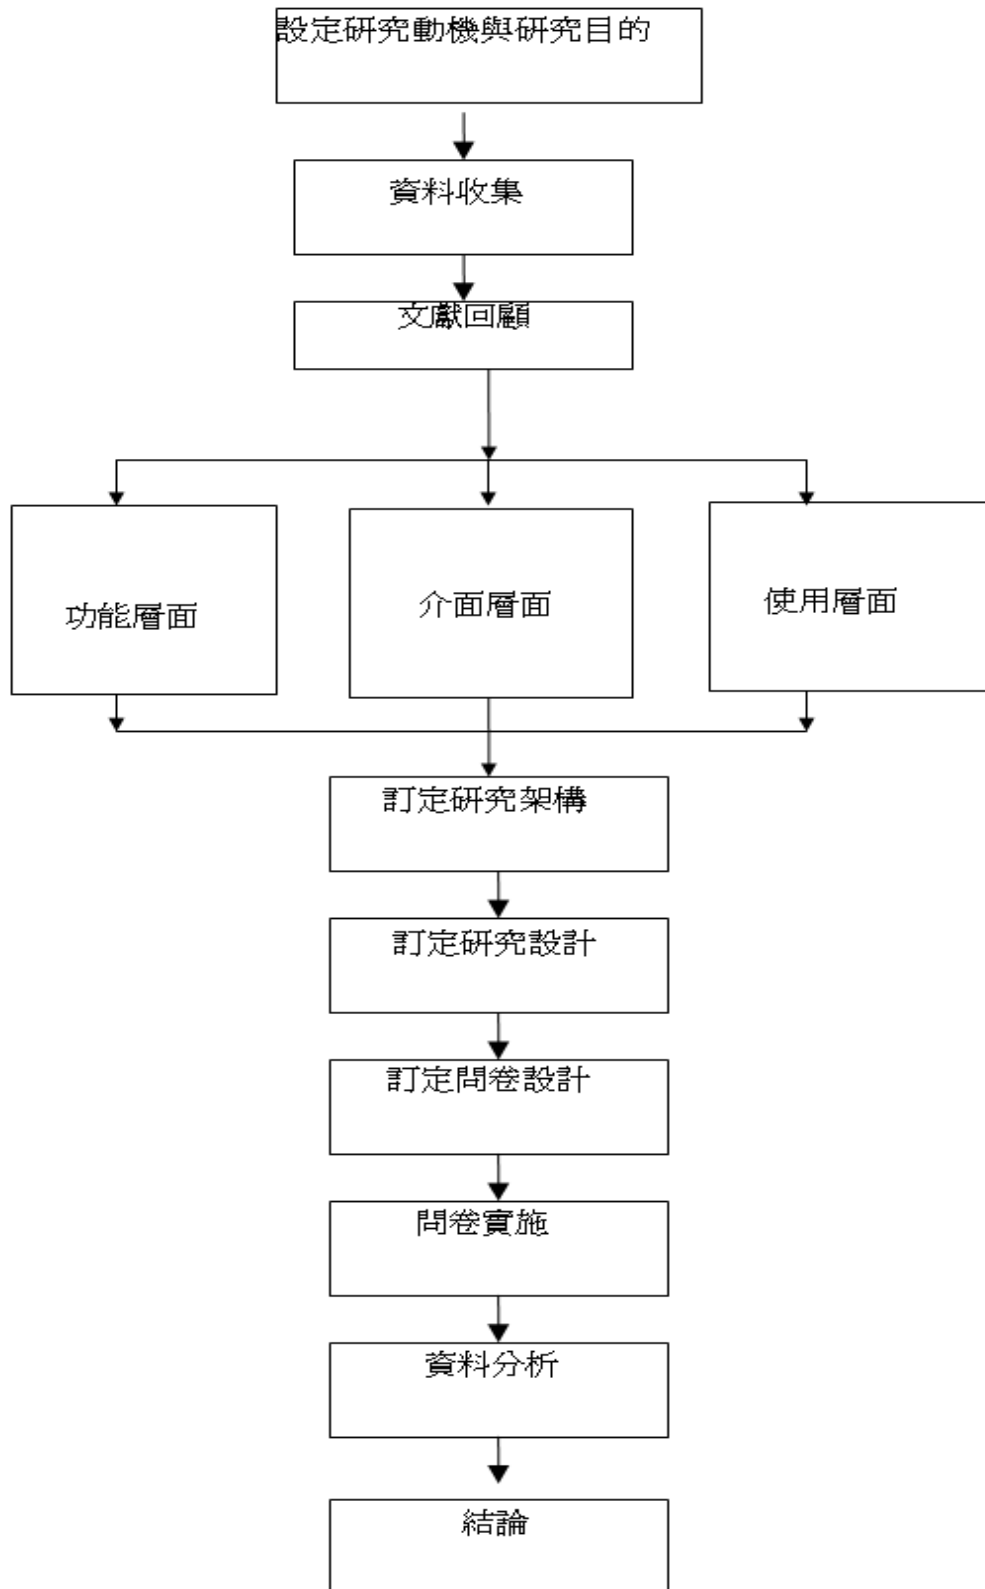 設定研究動機與研究目的
資料收集
文獻回顧
功能層面
介面層面
使用層面
訂定研究架構
訂定研究設計
訂定問卷設計
問卷實施
資料分析
結論